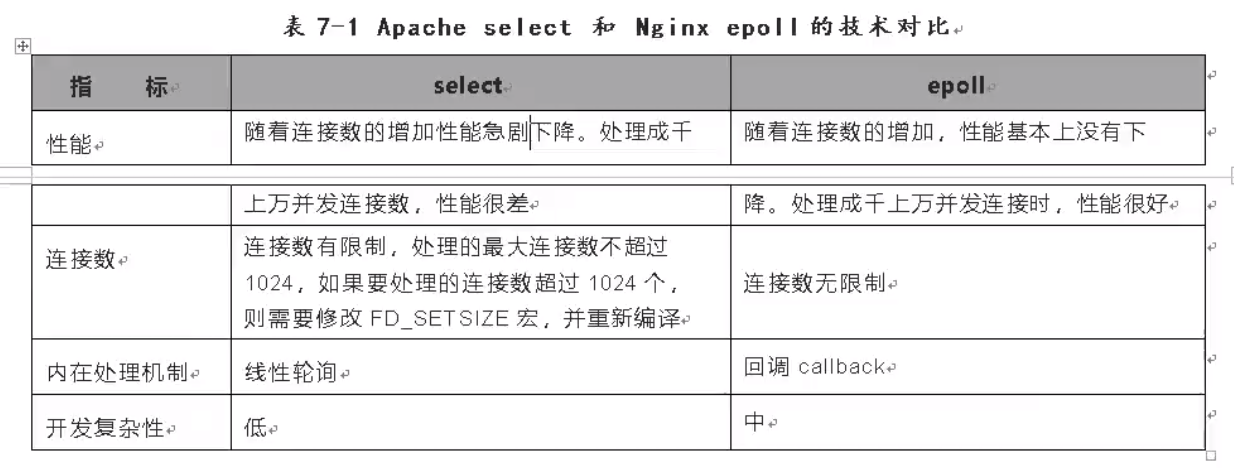 表 7-1 Apache select 和 Nginx epoll 的技术对比
指 标
select
epoll
性能
随着连接数的增加性能急剧下降。处理成千
随着连接数的增加，性能基本上没有下
上万并发连接数，性能很差
降。处理成千上万并发连接时，性能很好
连接数
连接数有限制，处理的最大连接数不超过
1024，如果要处理的连接数超过 1024 个，
则需要修改 FD_SETSIZE 宏，并重新编译
连接数无限制
内在处理机制
线性轮询
回调 callback
开发复杂性
低
中